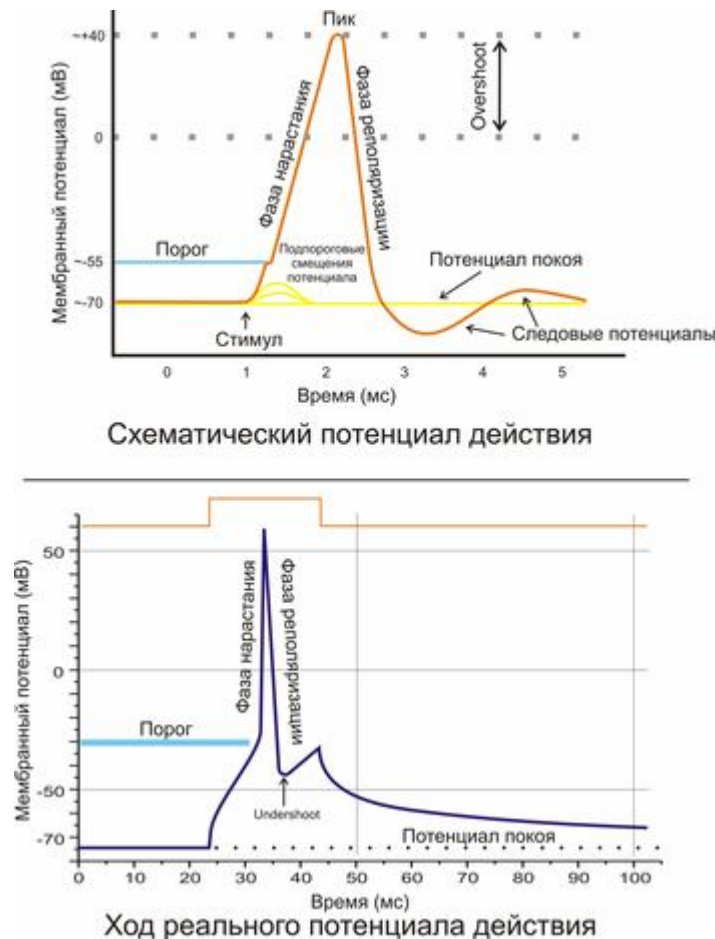 Пик
~+40
Overshoot
Мембранный потенциал (мВ)
0
Фаза нарастания
Фаза реполяризации
Порог
Подпороговые
смещения
потенциала
~-55
Потенциал покоя
~-70
Следовые потенциалы
Стимул
0 1 2 3 4 5
Время (мс)
Схематический потенциал действия
Мембранный потенциал (мВ)
50
Фаза нарастания
Фаза реполяризации
0
Порог
-50
Undershoot
-70
Потенциал покоя
0 10 20 30 40 50 60 70 80 90 100
Время (мс)
Ход реального потенциала действия